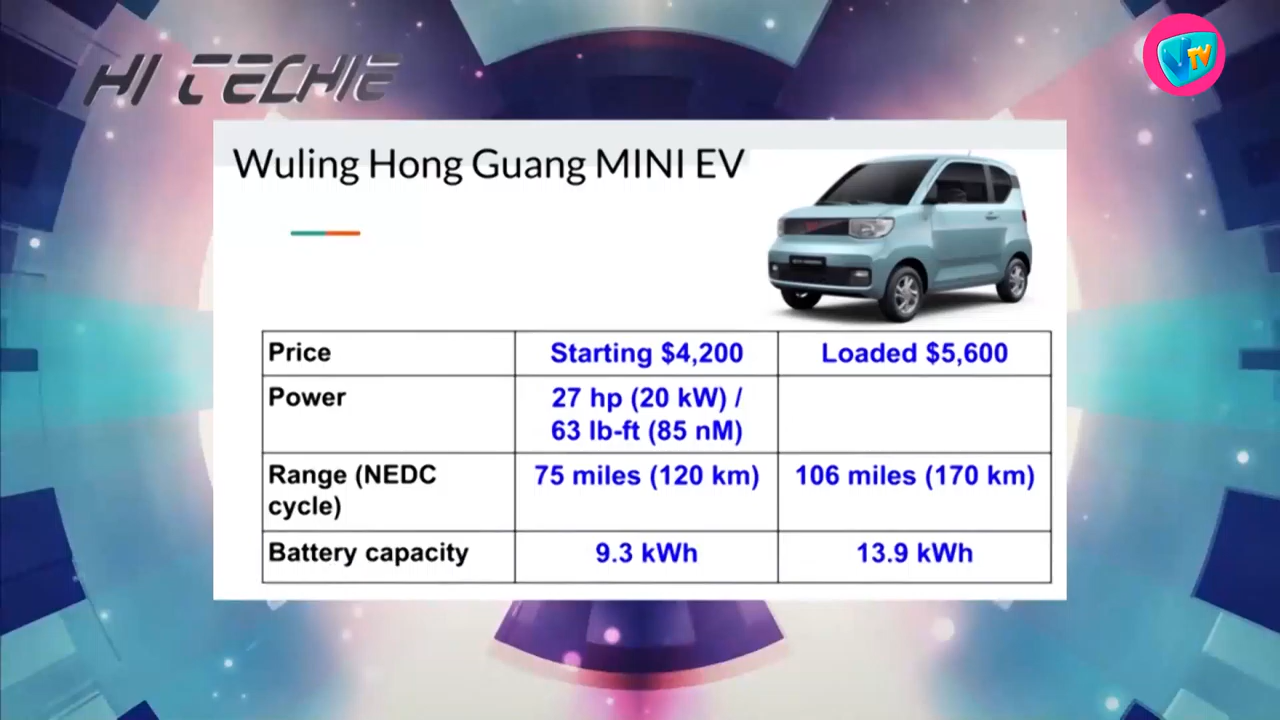 HI TECHIE
VTV
Wuling Hong Guang MINI EV
Price Starting $4,200 Loaded $5,600
Power 27 hp (20 kW) /
63 lb-ft (85 nM)
Range (NEDC 75 miles (120 km) 106 miles (170 km)
cycle)
Battery capacity 9.3 kWh 13.9 kWh